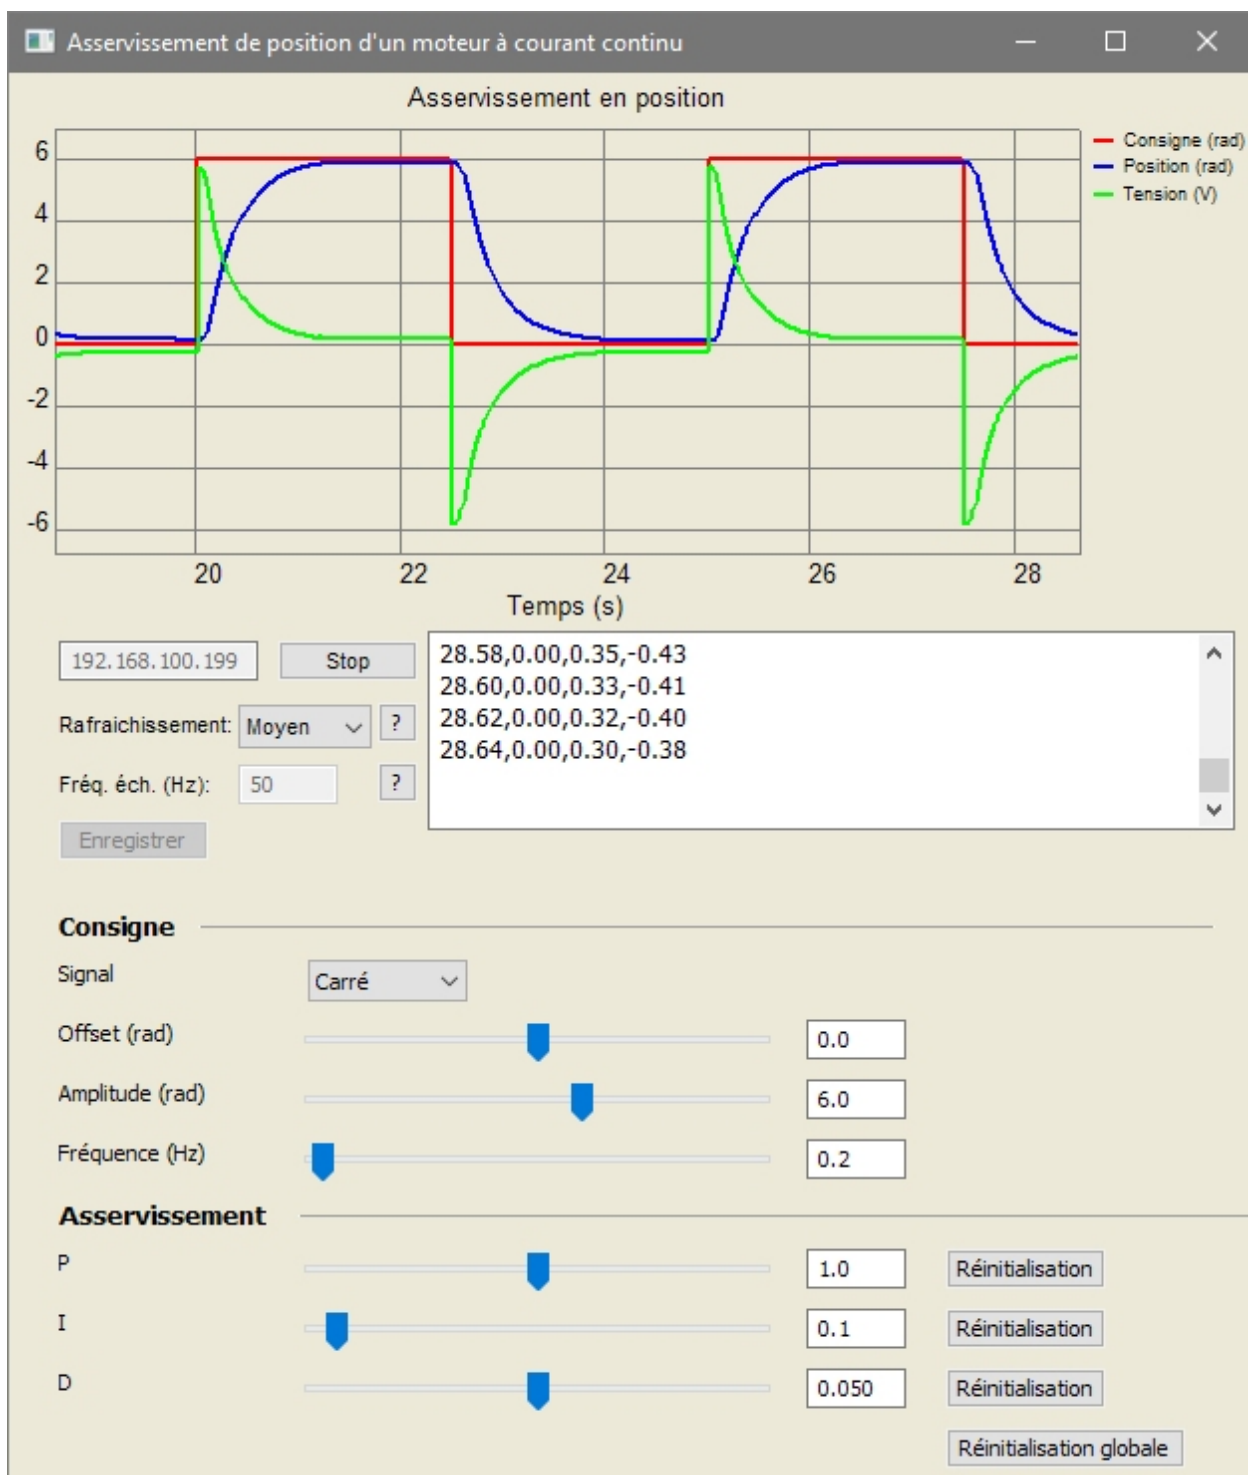 Asservissement de position d'un moteur à courant continu
Asservissement en position
Consigne (rad)
Position (rad)
Tension (V)
6
4
2
0
-2
-4
-6
20 22 24 26 28
Temps (s)
192.168.100.199 Stop
Rafraichissement: Moyen ?
Fréq. éch. (Hz): 50 ?
Enregistrer
28.58,0.00,0.35,-0.43
28.60,0.00,0.33,-0.41
28.62,0.00,0.32,-0.40
28.64,0.00,0.30,-0.38
Consigne
Signal Carré
Offset (rad) 0.0
Amplitude (rad) 6.0
Fréquence (Hz) 0.2
Asservissement
P 1.0 Réinitialisation
I 0.1 Réinitialisation
D 0.050 Réinitialisation
Réinitialisation globale